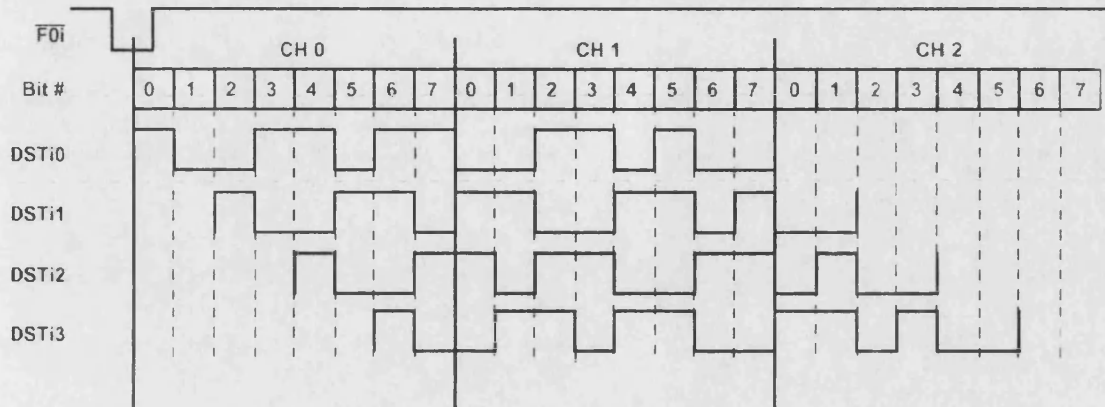 F0i
CH 0 CH 1 CH 2
Bit # 0 1 2 3 4 5 6 7 0 1 2 3 4 5 6 7 0 1 2 3 4 5 6 7
DSTi0
DSTi1
DSTi2
DSTi3